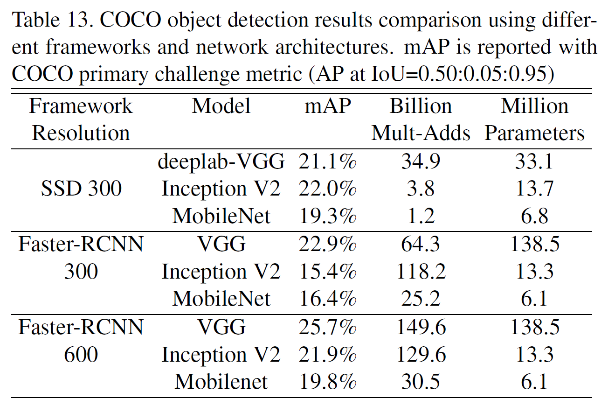 Table 13. COCO object detection results comparison using differ-
ent frameworks and network architectures. mAP is reported with
COCO primary challenge metric (AP at IoU=0.50:0.05:0.95)
Framework Model mAP Billion Million
Resolution Mult-Adds Parameters
deeplab-VGG 21.1% 34.9 33.1
SSD 300 Inception V2 22.0% 3.8 13.7
MobileNet 19.3% 1.2 6.8
Faster-RCNN VGG 22.9% 64.3 138.5
300 Inception V2 15.4% 118.2 13.3
MobileNet 16.4% 25.2 6.1
Faster-RCNN VGG 25.7% 149.6 138.5
600 Inception V2 21.9% 129.6 13.3
Mobilenet 19.8% 30.5 6.1